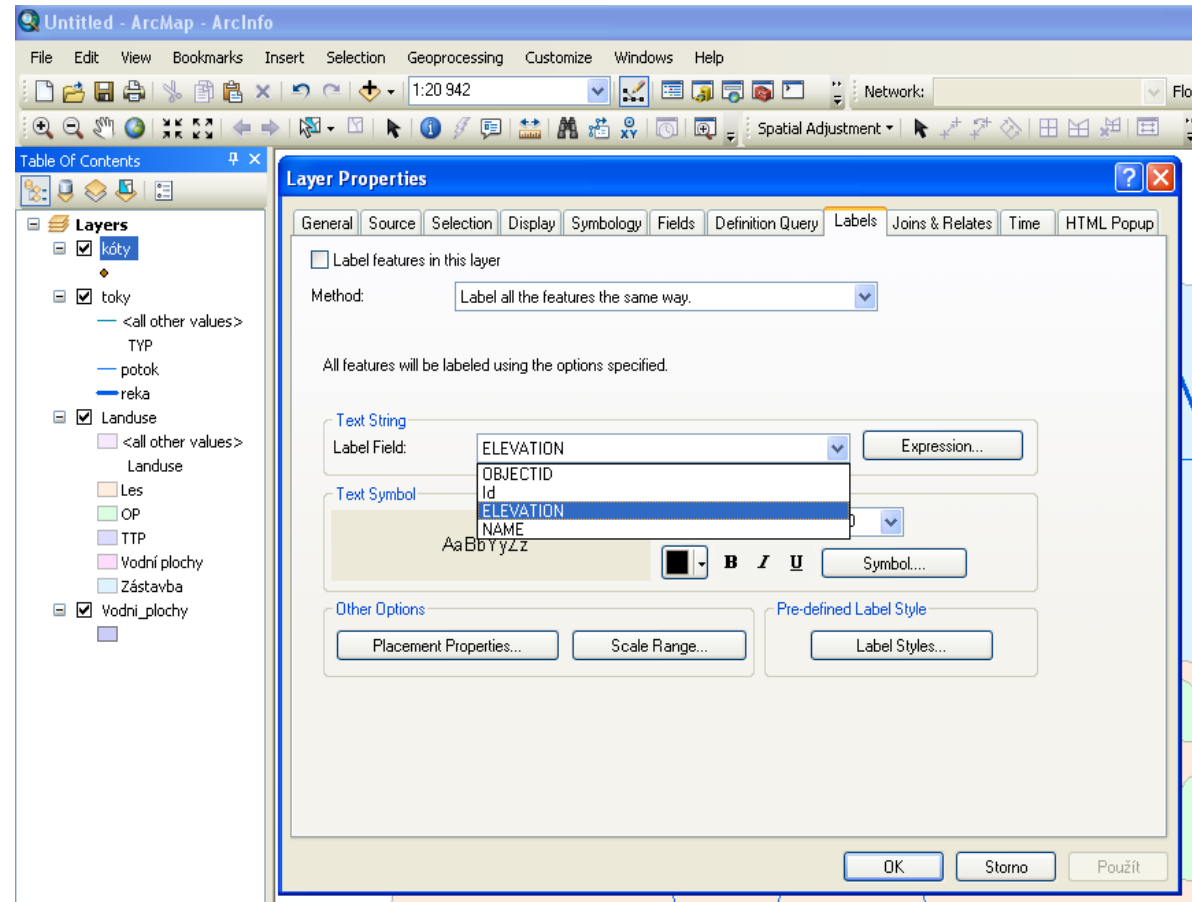 Untitled - ArcMap - ArcInfo
File Edit View Bookmarks Insert Selection Geoprocessing Customize Windows Help
1:20 942 Network: Flo
Spatial Adjustment
Table Of Contents
Layers
kóty
toky
<all other values>
TYP
potok
reka
Landuse
<all other values>
Landuse
Les
OP
TTP
Vodní plochy
Zástavba
Vodni_plochy
Layer Properties
General Source Selection Display Symbology Fields Definition Query Labels Joins & Relates Time HTML Popup
Label features in this layer
Method: Label all the features the same way.
All features will be labeled using the options specified.
Text String
Label Field: ELEVATION Expression...
OBJECTID
Id
ELEVATION
NAME
Text Symbol
AaBbYyZz
B I U Symbol....
Other Options
Placement Properties... Scale Range...
Pre-defined Label Style
Label Styles...
OK Storno Použít